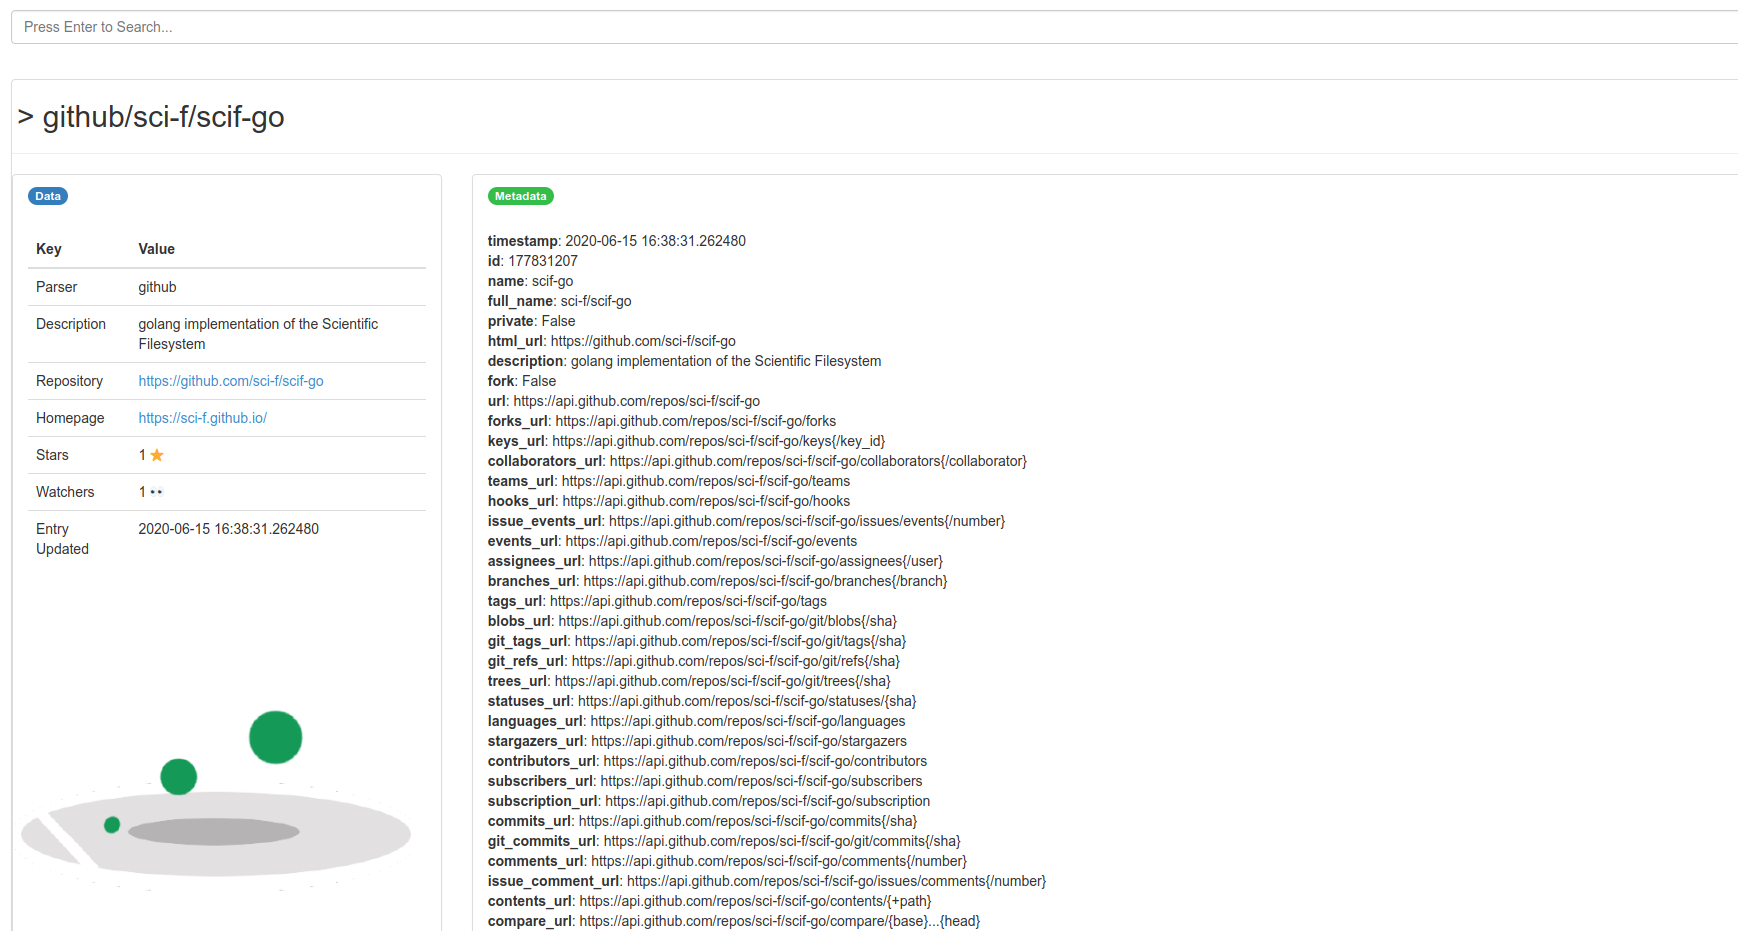 Press Enter to Search...
> github/sci-f/scif-go
Data
Key Value
Parser github
Description golang implementation of the Scientific
Filesystem
Repository https://github.com/sci-f/scif-go
Homepage https://sci-f.github.io/
Stars 1
Watchers 1
Entry 2020-06-15 16:38:31.262480
Updated
Metadata
timestamp: 2020-06-15 16:38:31.262480
id: 177831207
name: scif-go
full_name: sci-f/scif-go
private: False
html_url: https://github.com/sci-f/scif-go
description: golang implementation of the Scientific Filesystem
fork: False
url: https://api.github.com/repos/sci-f/scif-go
forks_url: https://api.github.com/repos/sci-f/scif-go/forks
keys_url: https://api.github.com/repos/sci-f/scif-go/keys{/key_id}
collaborators_url: https://api.github.com/repos/sci-f/scif-go/collaborators{/collaborator}
teams_url: https://api.github.com/repos/sci-f/scif-go/teams
hooks_url: https://api.github.com/repos/sci-f/scif-go/hooks
issue_events_url: https://api.github.com/repos/sci-f/scif-go/issues/events{/number}
events_url: https://api.github.com/repos/sci-f/scif-go/events
assignees_url: https://api.github.com/repos/sci-f/scif-go/assignees{/user}
branches_url: https://api.github.com/repos/sci-f/scif-go/branches{/branch}
tags_url: https://api.github.com/repos/sci-f/scif-go/tags
blobs_url: https://api.github.com/repos/sci-f/scif-go/git/blobs{/sha}
git_tags_url: https://api.github.com/repos/sci-f/scif-go/git/tags{/sha}
git_refs_url: https://api.github.com/repos/sci-f/scif-go/git/refs{/sha}
trees_url: https://api.github.com/repos/sci-f/scif-go/git/trees{/sha}
statuses_url: https://api.github.com/repos/sci-f/scif-go/statuses/{sha}
languages_url: https://api.github.com/repos/sci-f/scif-go/languages
stargazers_url: https://api.github.com/repos/sci-f/scif-go/stargazers
contributors_url: https://api.github.com/repos/sci-f/scif-go/contributors
subscribers_url: https://api.github.com/repos/sci-f/scif-go/subscribers
subscription_url: https://api.github.com/repos/sci-f/scif-go/subscription
commits_url: https://api.github.com/repos/sci-f/scif-go/commits{/sha}
git_commits_url: https://api.github.com/repos/sci-f/scif-go/git/commits{/sha}
comments_url: https://api.github.com/repos/sci-f/scif-go/comments{/number}
issue_comment_url: https://api.github.com/repos/sci-f/scif-go/issues/comments{/number}
contents_url: https://api.github.com/repos/sci-f/scif-go/contents/{+path}
compare_url: https://api.github.com/repos/sci-f/scif-go/compare/{base}...{head}